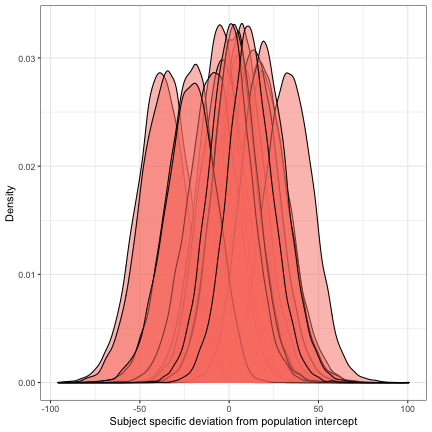 Density
0.03
0.02
0.01
0.00
-100 -50 0 50 100
Subject specific deviation from population intercept